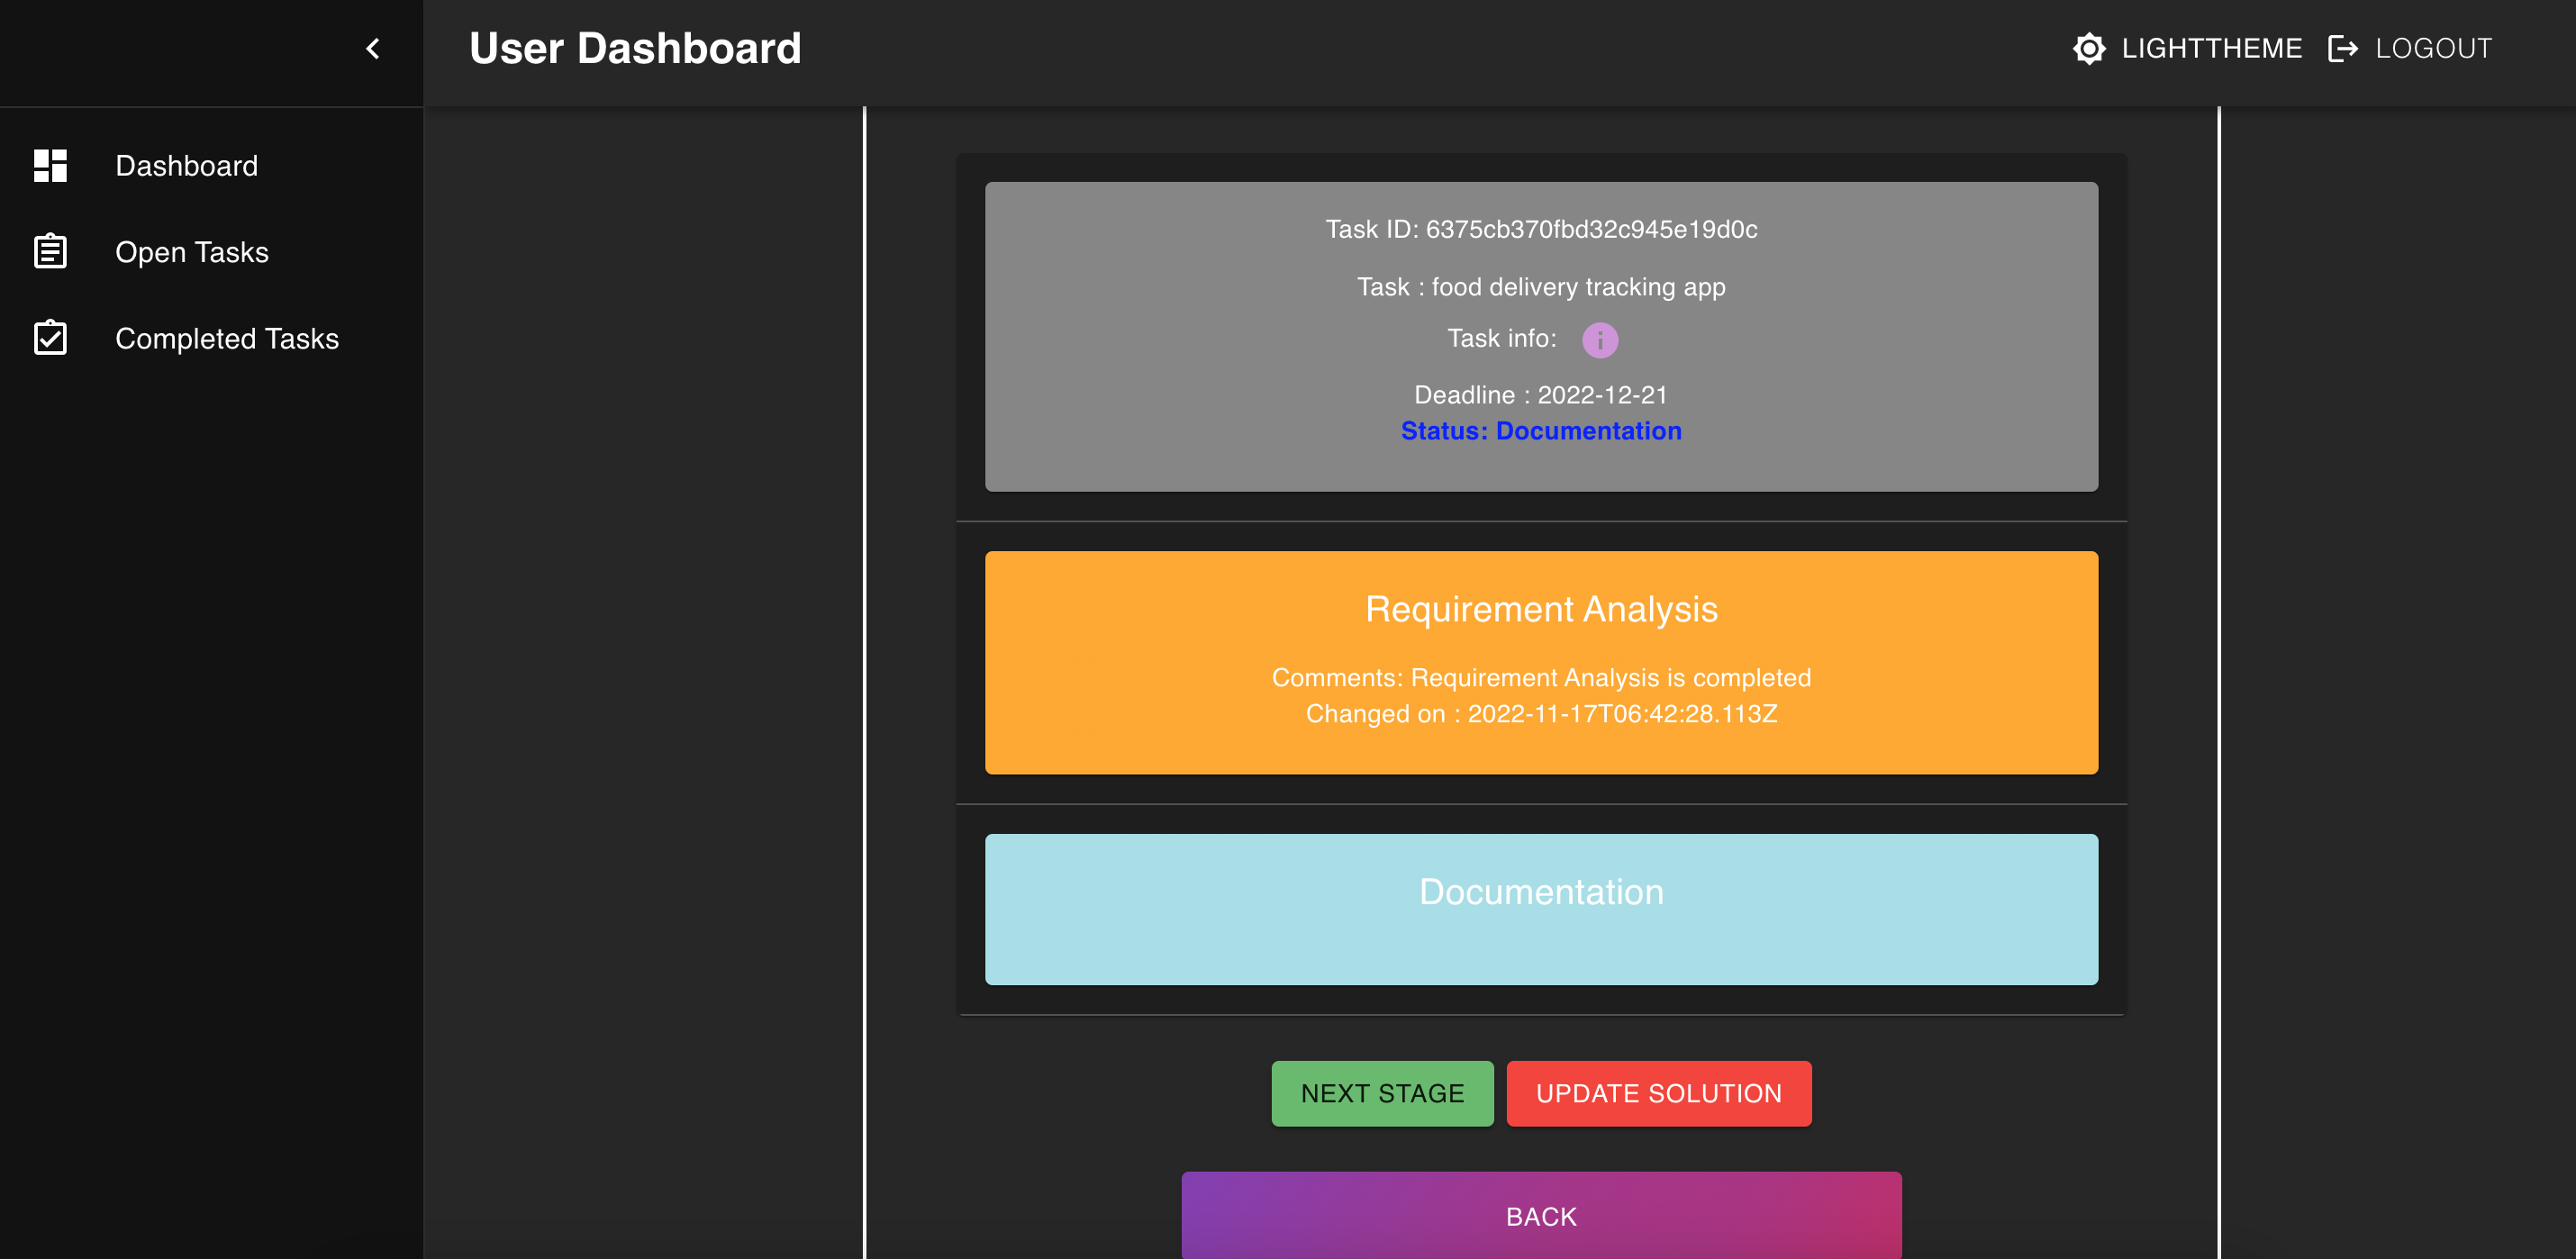 User Dashboard
LIGHTTHEME
LOGOUT
Dashboard
Open Tasks
Completed Tasks
Task ID: 6375cb370fbd32c945e19d0c
Task : food delivery tracking app
Task info: i
Deadline : 2022-12-21
Status: Documentation
Requirement Analysis
Comments: Requirement Analysis is completed
Changed on : 2022-11-17T06:42:28.113Z
Documentation
NEXT STAGE
UPDATE SOLUTION
BACK